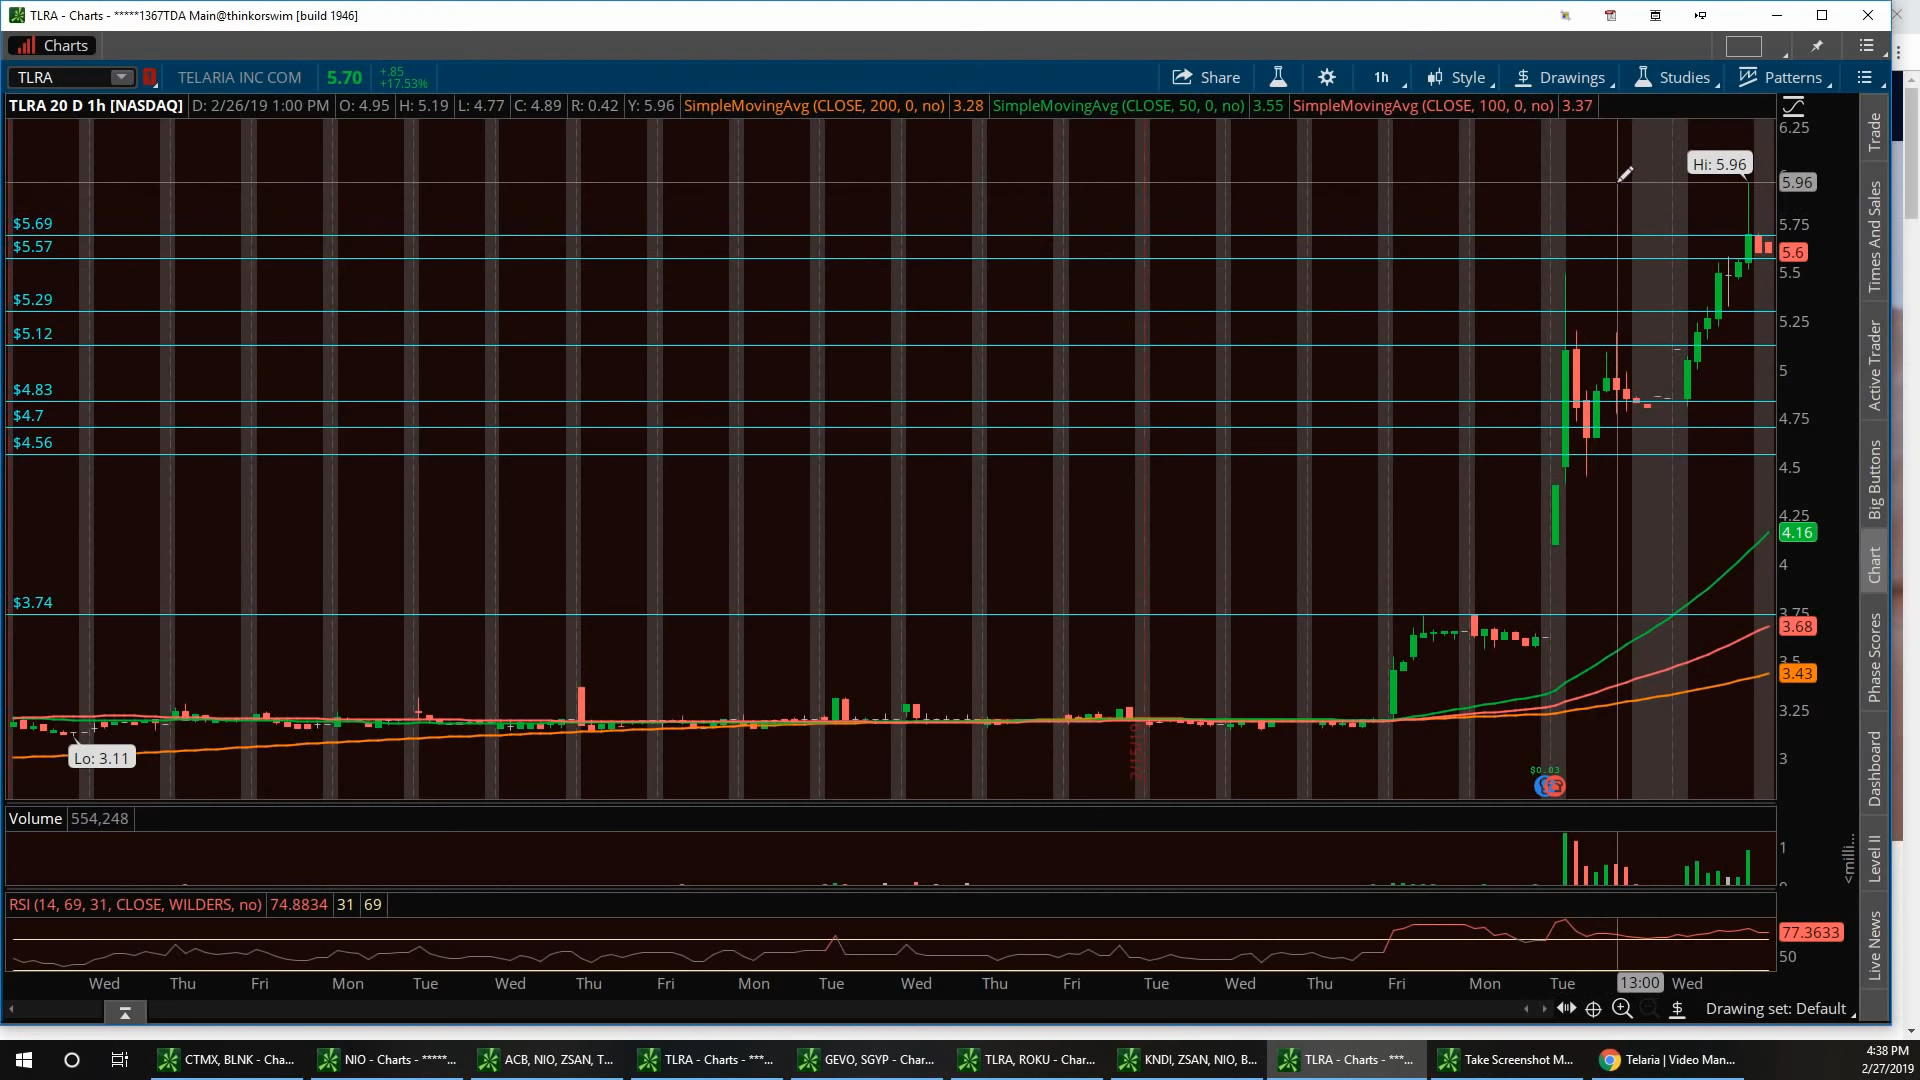 TLRA - Charts - *****1367TDA Main@thinkorswim [build 1946]
Charts
TLRA
1
TELARIA INC COM
5.70
+.85
+17.53%
Share
1h
Style
$ Drawings
Studies
Patterns
TLRA 20 D 1h [NASDAQ]
D: 2/26/19 1:00 PM
O: 4.95
H: 5.19
L: 4.77
C: 4.89
R: 0.42
Y: 5.96
SimpleMovingAvg (CLOSE, 200, 0, no)
3.28
SimpleMovingAvg (CLOSE, 50, 0, no)
3.55
SimpleMovingAvg (CLOSE, 100, 0, no)
3.37
6.25
Hi: 5.96
5.96
$5.69
5.75
$5.57
5.6
5.5
$5.29
5.25
$5.12
5
$4.83
$4.7
4.75
$4.56
4.5
4.25
4.16
4
$3.74
3.75
3.68
3.5
3.43
3.25
2/15/19
Lo: 3.11
3
$0.03
Trade
Times And Sales
Active Trader
Big Buttons
Chart
Phase Scores
Dashboard
Level II
Live News
Volume
554,248
1
0
<milli...
RSI (14, 69, 31, CLOSE, WILDERS, no)
74.8834
31
69
77.3633
50
Wed Thu Fri Mon Tue Wed Thu Fri Mon Tue Wed Thu Fri Tue Wed Thu Fri Mon Tue 13:00 Wed
$
Drawing set: Default
CTMX, BLNK - Cha...
NIO - Charts - *****...
ACB, NIO, ZSAN, T...
TLRA - Charts - ***...
GEVO, SGYP - Char...
TLRA, ROKU - Char...
KNDI, ZSAN, NIO, B...
TLRA - Charts - ***...
Take Screenshot M...
Telaria | Video Man...
4:38 PM
2/27/2019